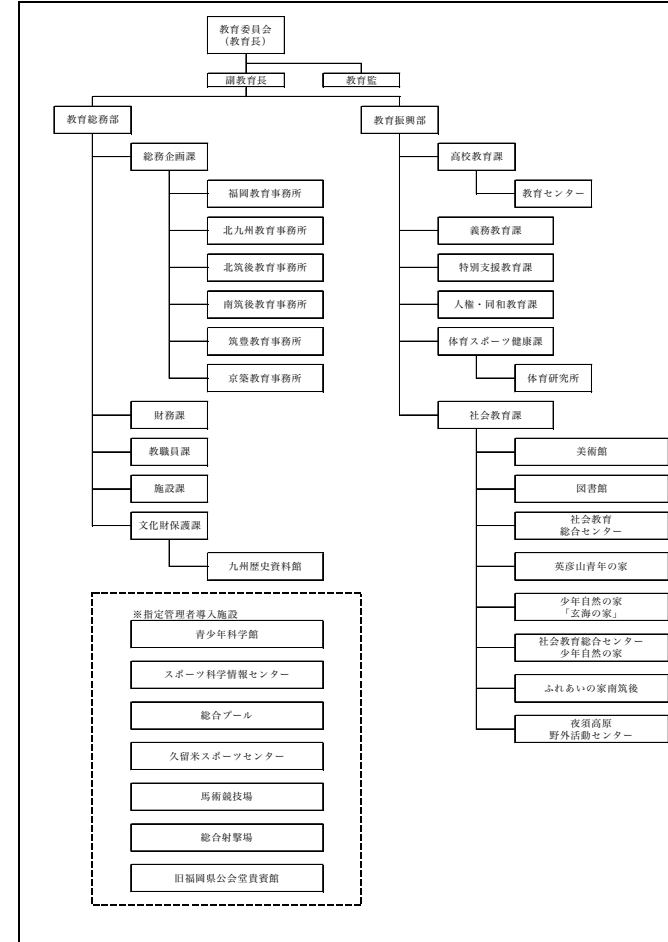 教育委員会
（教育長）
副教育長
教育監
教育総務部
総務企画課
福岡教育事務所
北九州教育事務所
北筑後教育事務所
南筑後教育事務所
筑豊教育事務所
京築教育事務所
財務課
教職員課
施設課
文化財保護課
九州歴史資料館
教育振興部
高校教育課
教育センター
義務教育課
特別支援教育課
人権・同和教育課
体育スポーツ健康課
体育研究所
社会教育課
美術館
図書館
社会教育
総合センター
英彦山青年の家
少年自然の家
「玄海の家」
社会教育総合センター
少年自然の家
ふれあいの家南筑後
夜須高原
野外活動センター
※指定管理者導入施設
青少年科学館
スポーツ科学情報センター
総合プール
久留米スポーツセンター
馬術競技場
総合射撃場
旧福岡県公会堂貴賓館